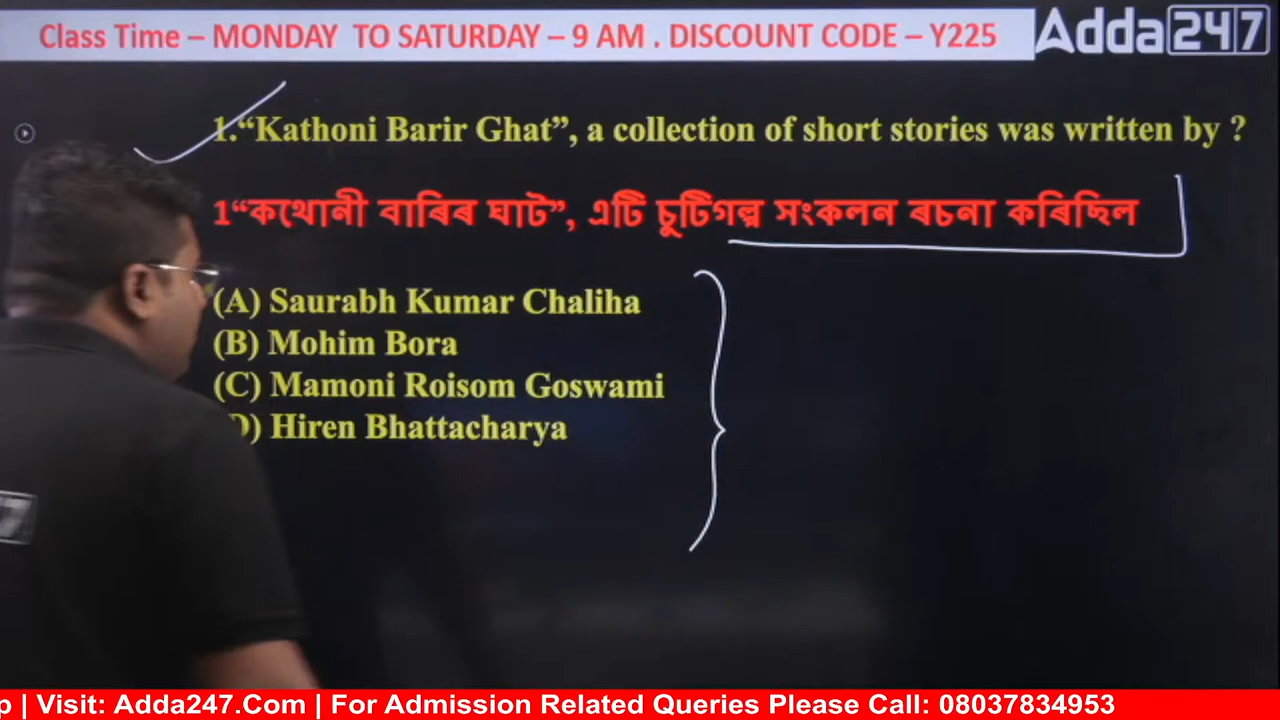 Class Time – MONDAY TO SATURDAY – 9 AM . DISCOUNT CODE – Y225
Adda247
1.“Kathoni Barir Ghat”, a collection of short stories was written by ?
1“কথোনী বাৰিৰ ঘাট”, এটি চুটিগল্প সংকলন ৰচনা কৰিছিল
(A) Saurabh Kumar Chaliha
(B) Mohim Bora
(C) Mamoni Roisom Goswami
D) Hiren Bhattacharya
7
p | Visit: Adda247.Com | For Admission Related Queries Please Call: 08037834953